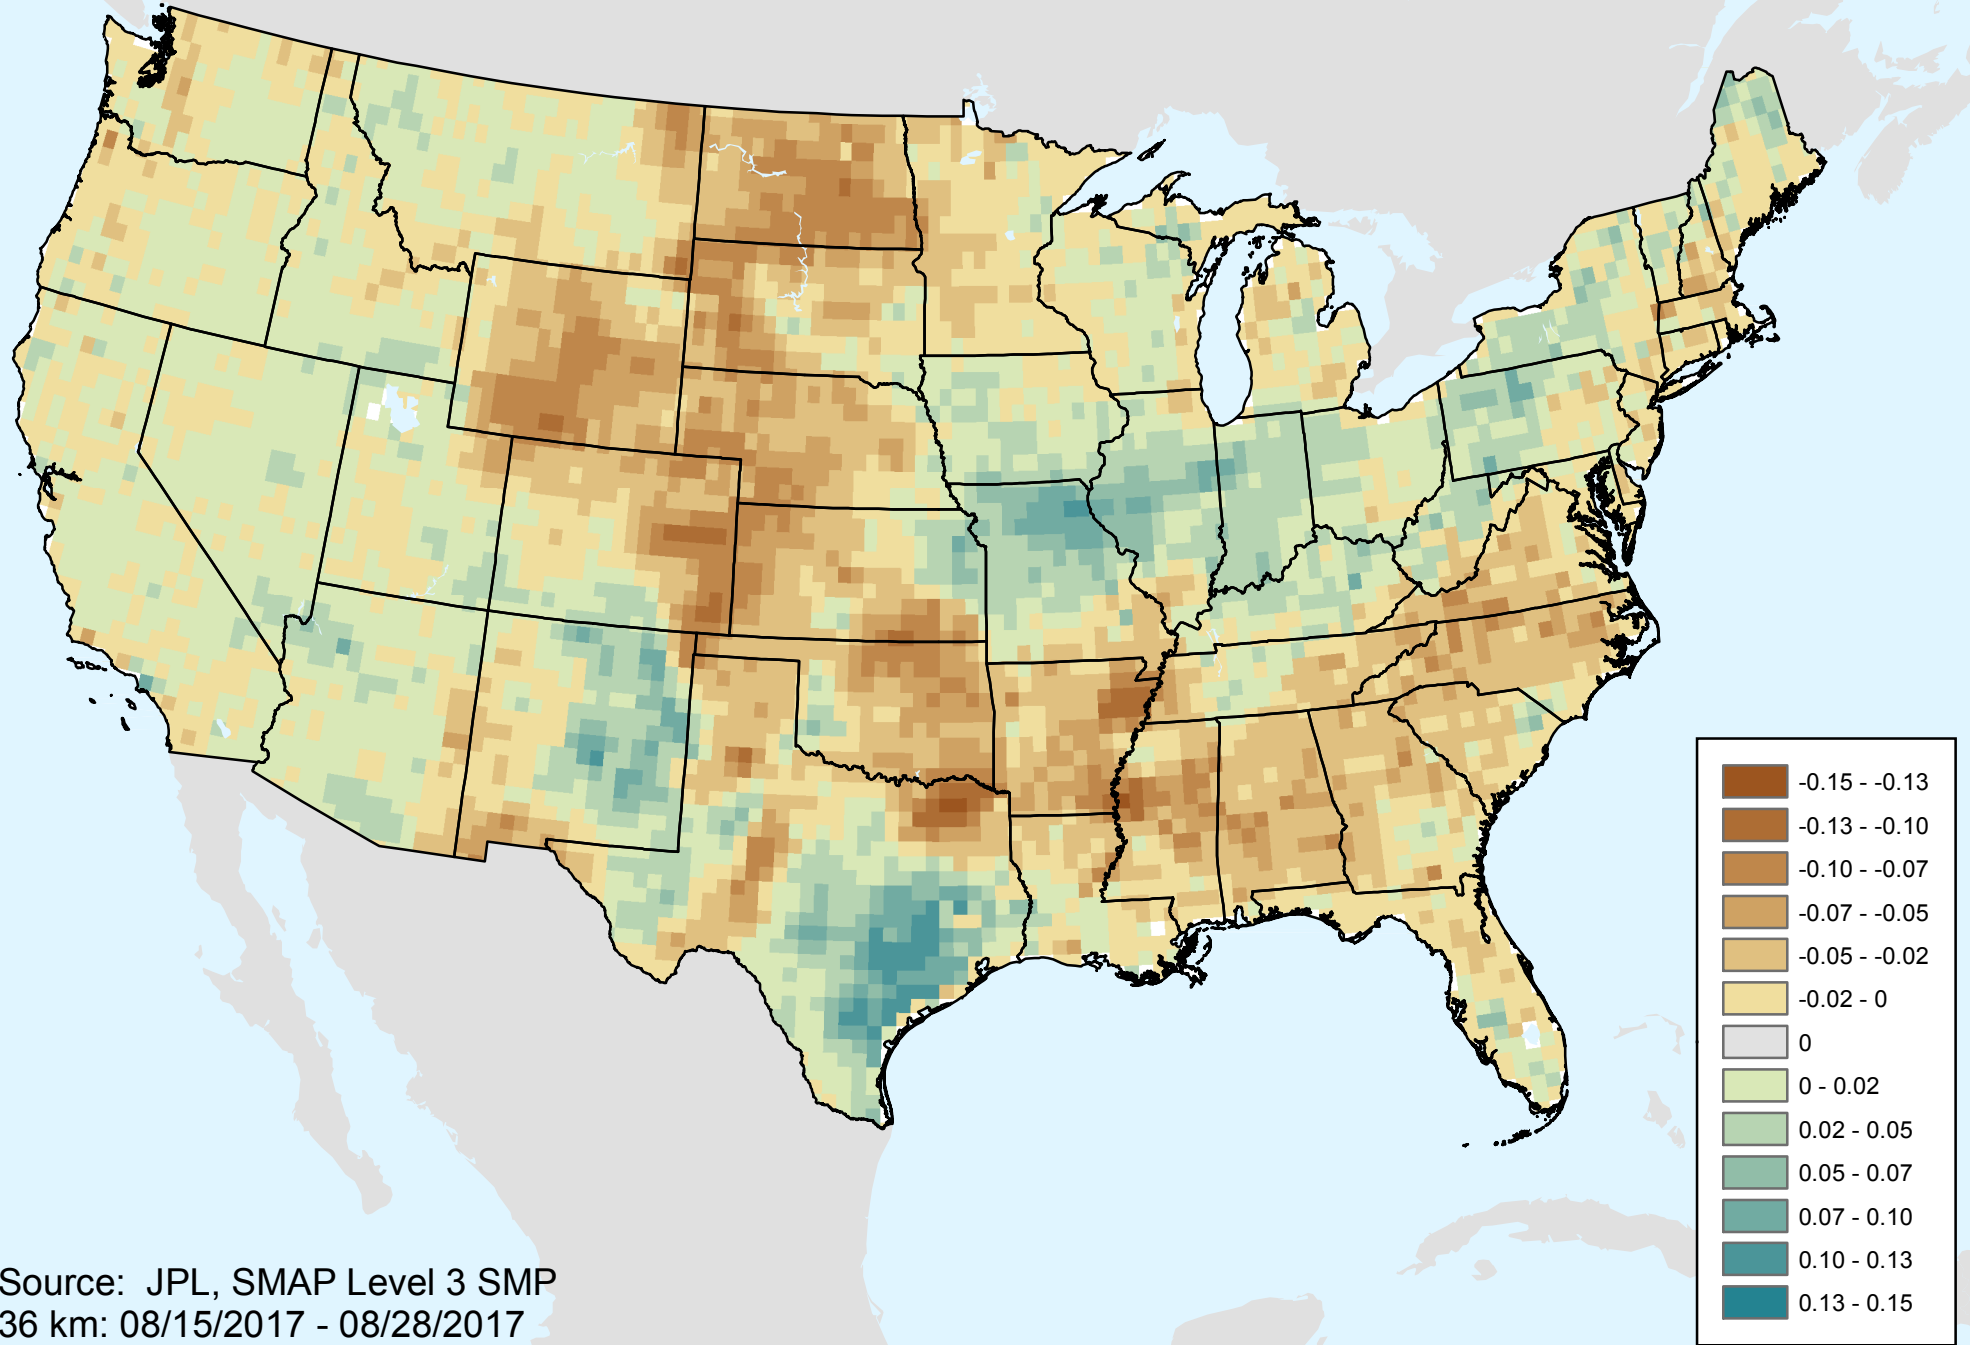 -0.15 - -0.13
-0.13 - -0.10
-0.10 - -0.07
-0.07 - -0.05
-0.05 - -0.02
-0.02 - 0
0
0 - 0.02
0.02 - 0.05
0.05 - 0.07
0.07 - 0.10
0.10 - 0.13
0.13 - 0.15
Source: JPL, SMAP Level 3 SMP
36 km: 08/15/2017 - 08/28/2017